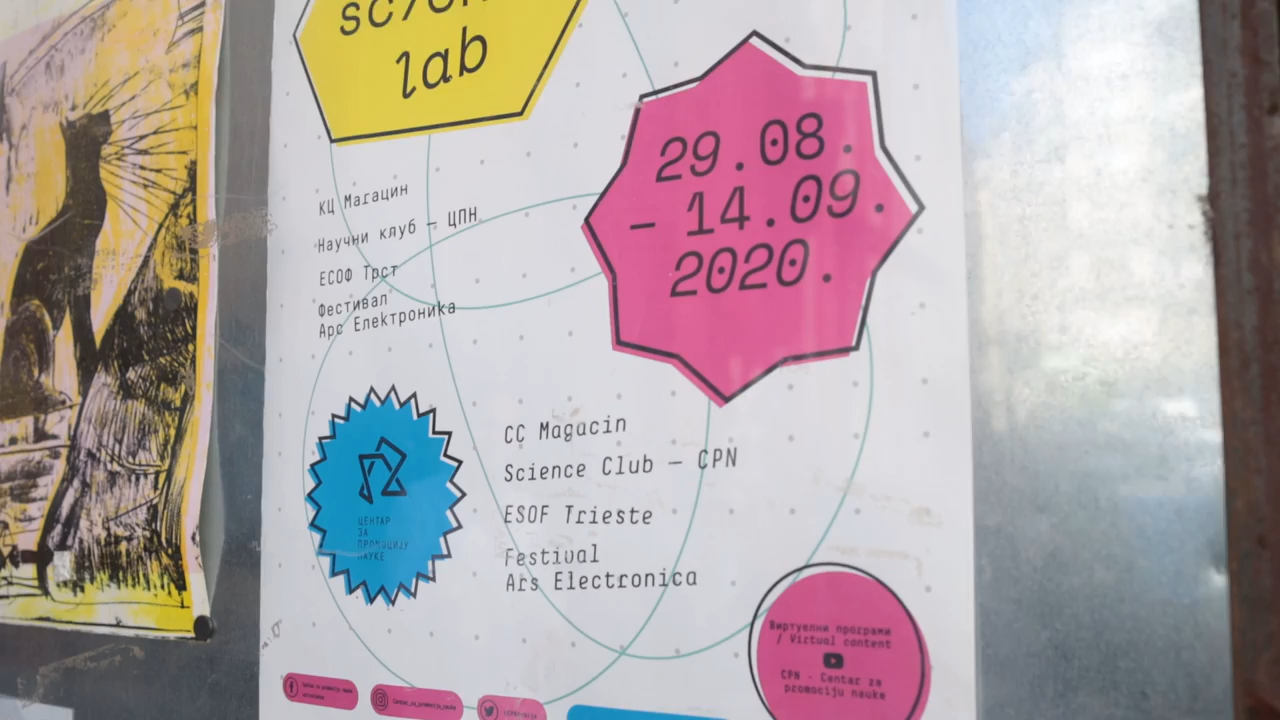 lab
29.08.
– 14.09.
2020.
КЦ Магацин
Научни клуб – ЦПН
ЕСОФ Трст
Фестивал
Арс Електроника
CC Magacin
Science Club – CPN
ESOF Trieste
Festival
Ars Electronica
ЦЕНТАР
ЗА
ПРОМОЦИЈУ
НАУКЕ
Виртуелни програми
/ Virtual content
CPN - Centar za
promociju nauke